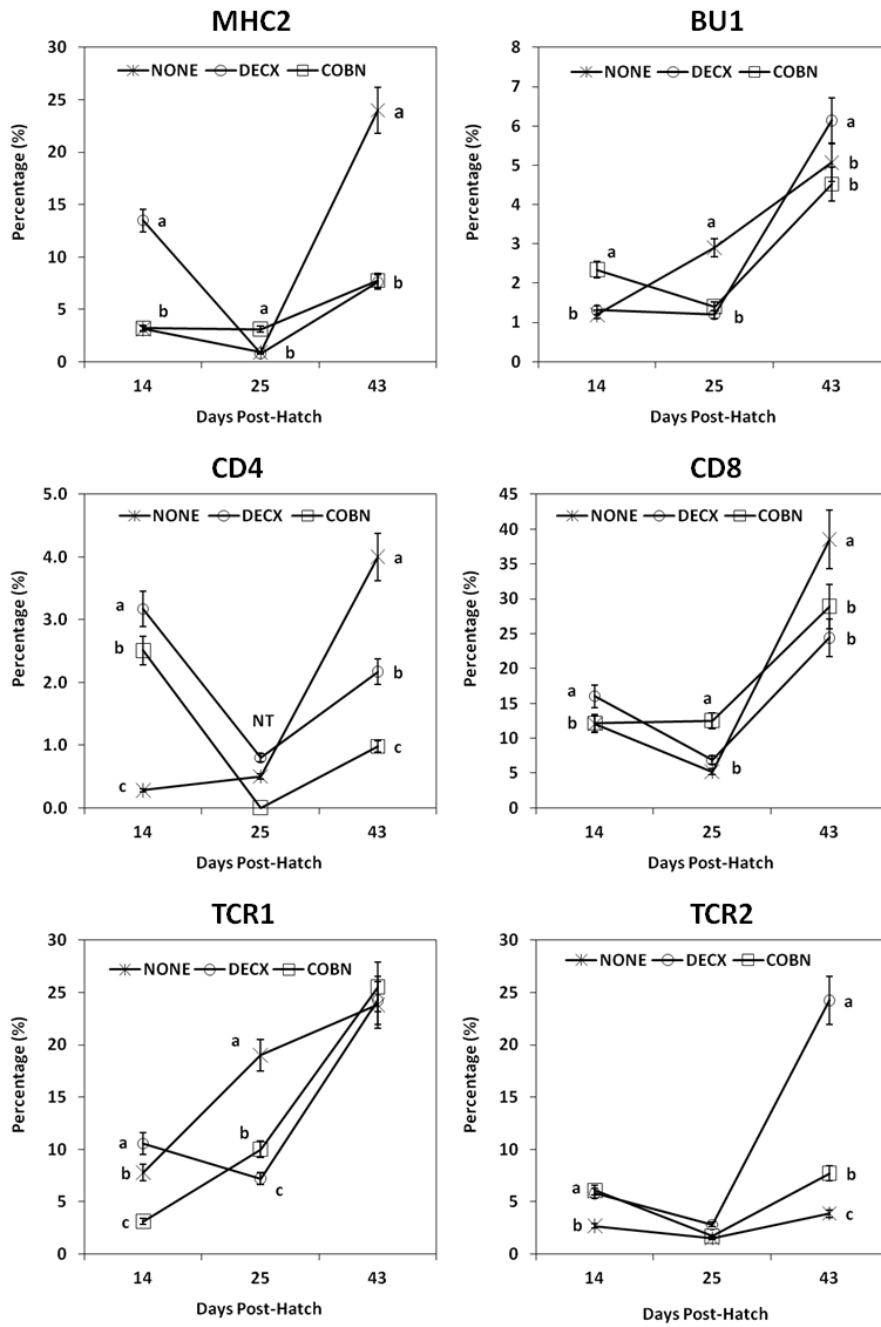 MHC2
30
25
20
15
10
5
0
Percentage (%)
NONE DECX COBN
a
a
b
a
b
b
14 25 43
Days Post-Hatch
BU1
8
7
6
5
4
3
2
1
0
Percentage (%)
NONE DECX COBN
a
b
b
a
a
b
b
14 25 43
Days Post-Hatch
CD4
5.0
4.0
3.0
2.0
1.0
0.0
Percentage (%)
NONE DECX COBN
a
a
b
b
NT
c
c
14 25 43
Days Post-Hatch
CD8
45
40
35
30
25
20
15
10
5
0
Percentage (%)
NONE DECX COBN
a
b
b
a
a
b
b
14 25 43
Days Post-Hatch
TCR1
30
25
20
15
10
5
0
Percentage (%)
NONE DECX COBN
a
a
b
b
c
c
14 25 43
Days Post-Hatch
TCR2
30
25
20
15
10
5
0
Percentage (%)
NONE DECX COBN
a
a
b
b
c
14 25 43
Days Post-Hatch